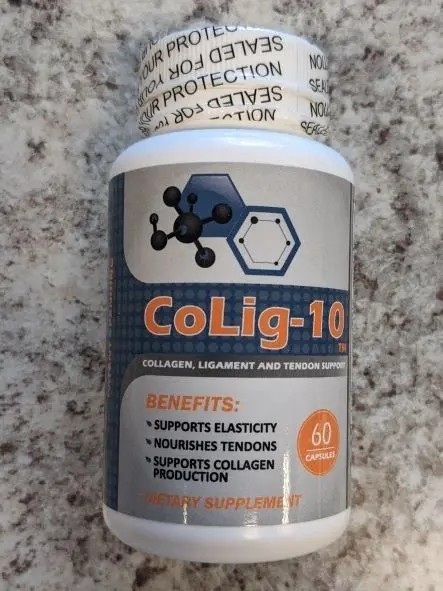 YOUR PROTECTION
SEALED FOR
YOUR PROTECTION
SEALED FOR
CoLig-10
TM
COLLAGEN, LIGAMENT AND TENDON SUPPORT
BENEFITS:
SUPPORTS ELASTICITY
NOURISHES TENDONS
SUPPORTS COLLAGEN
PRODUCTION
60
CAPSULES
DIETARY SUPPLEMENT